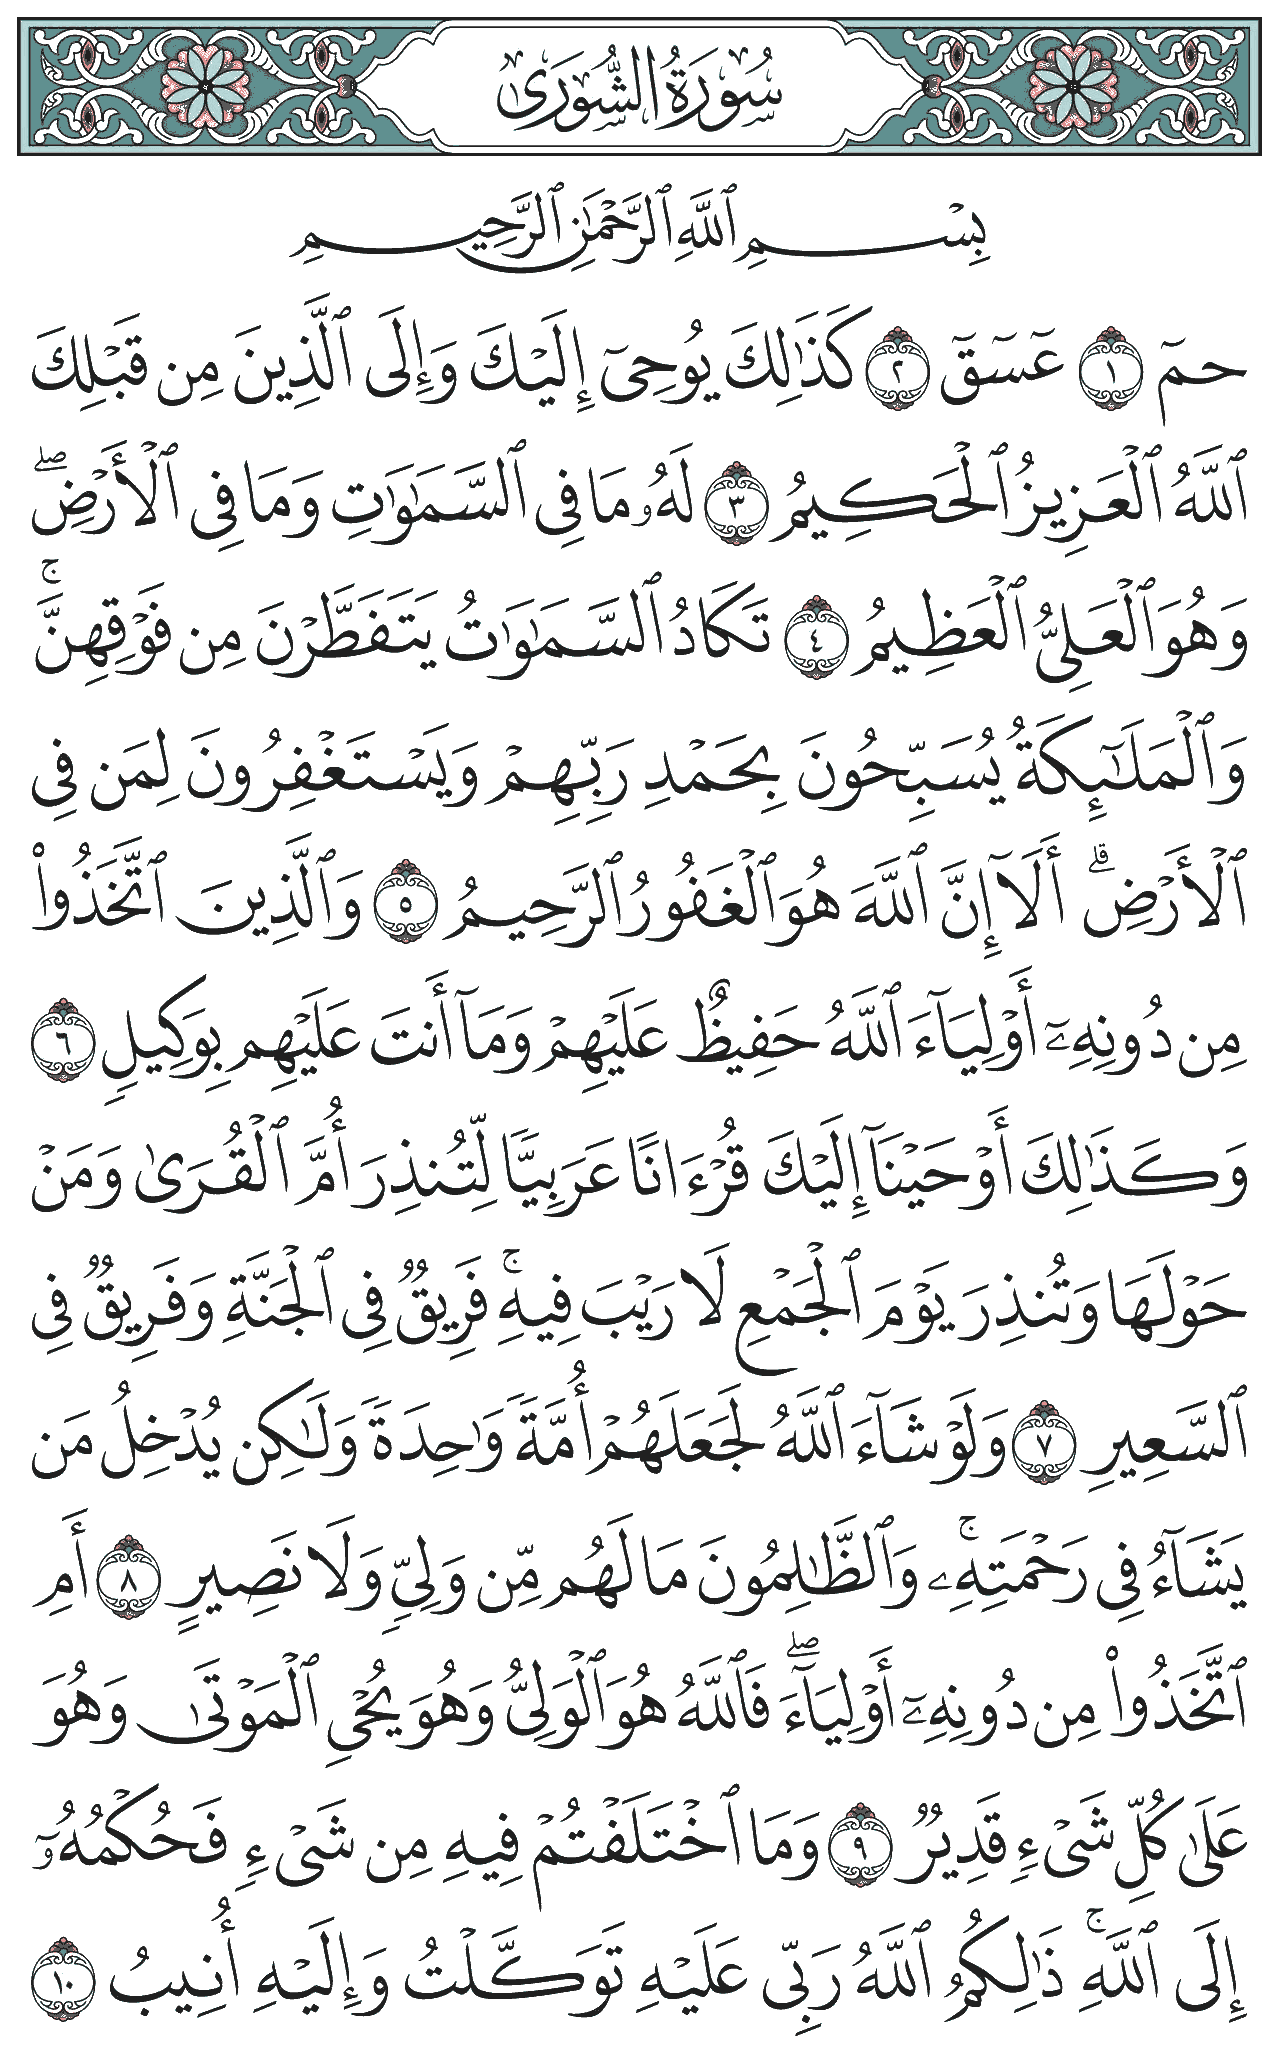 سُورَةُ الشُّورَىٰ
بِسْمِ ٱللَّهِ ٱلرَّحْمَٰنِ ٱلرَّحِيمِ
حمٓ ١ عٓسٓقٓ ٢ كَذَٰلِكَ يُوحِىٓ إِلَيْكَ وَإِلَى ٱلَّذِينَ مِن قَبْلِكَ
ٱللَّهُ ٱلْعَزِيزُ ٱلْحَكِيمُ ٣ لَهُۥ مَا فِى ٱلسَّمَٰوَٰتِ وَمَا فِى ٱلْأَرْضِۖ
وَهُوَ ٱلْعَلِىُّ ٱلْعَظِيمُ ٤ تَكَادُ ٱلسَّمَٰوَٰتُ يَتَفَطَّرْنَ مِن فَوْقِهِنَّۚ
وَٱلْمَلَٰٓئِكَةُ يُسَبِّحُونَ بِحَمْدِ رَبِّهِمْ وَيَسْتَغْفِرُونَ لِمَن فِى
ٱلْأَرْضِۗ أَلَآ إِنَّ ٱللَّهَ هُوَ ٱلْغَفُورُ ٱلرَّحِيمُ ٥ وَٱلَّذِينَ ٱتَّخَذُوا۟
مِن دُونِهِۦٓ أَوْلِيَآءَ ٱللَّهُ حَفِيظٌ عَلَيْهِمْ وَمَآ أَنتَ عَلَيْهِم بِوَكِيلٍ ٦
وَكَذَٰلِكَ أَوْحَيْنَآ إِلَيْكَ قُرْءَانًا عَرَبِيًّا لِّتُنذِرَ أُمَّ ٱلْقُرَىٰ وَمَنْ
حَوْلَهَا وَتُنذِرَ يَوْمَ ٱلْجَمْعِ لَا رَيْبَ فِيهِۚ فَرِيقٌ فِى ٱلْجَنَّةِ وَفَرِيقٌ فِى
ٱلسَّعِيرِ ٧ وَلَوْ شَآءَ ٱللَّهُ لَجَعَلَهُمْ أُمَّةً وَٰحِدَةً وَلَٰكِن يُدْخِلُ مَن
يَشَآءُ فِى رَحْمَتِهِۦۚ وَٱلظَّٰلِمُونَ مَا لَهُم مِّن وَلِىٍّ وَلَا نَصِيرٍ ٨ أَمِ
ٱتَّخَذُوا۟ مِن دُونِهِۦٓ أَوْلِيَآءَۖ فَٱللَّهُ هُوَ ٱلْوَلِىُّ وَهُوَ يُحْىِ ٱلْمَوْتَىٰ وَهُوَ
عَلَىٰ كُلِّ شَىْءٍ قَدِيرٌ ٩ وَمَا ٱخْتَلَفْتُمْ فِيهِ مِن شَىْءٍ فَحُكْمُهُۥٓ
إِلَى ٱللَّهِۚ ذَٰلِكُمُ ٱللَّهُ رَبِّى عَلَيْهِ تَوَكَّلْتُ وَإِلَيْهِ أُنِيبُ ١٠